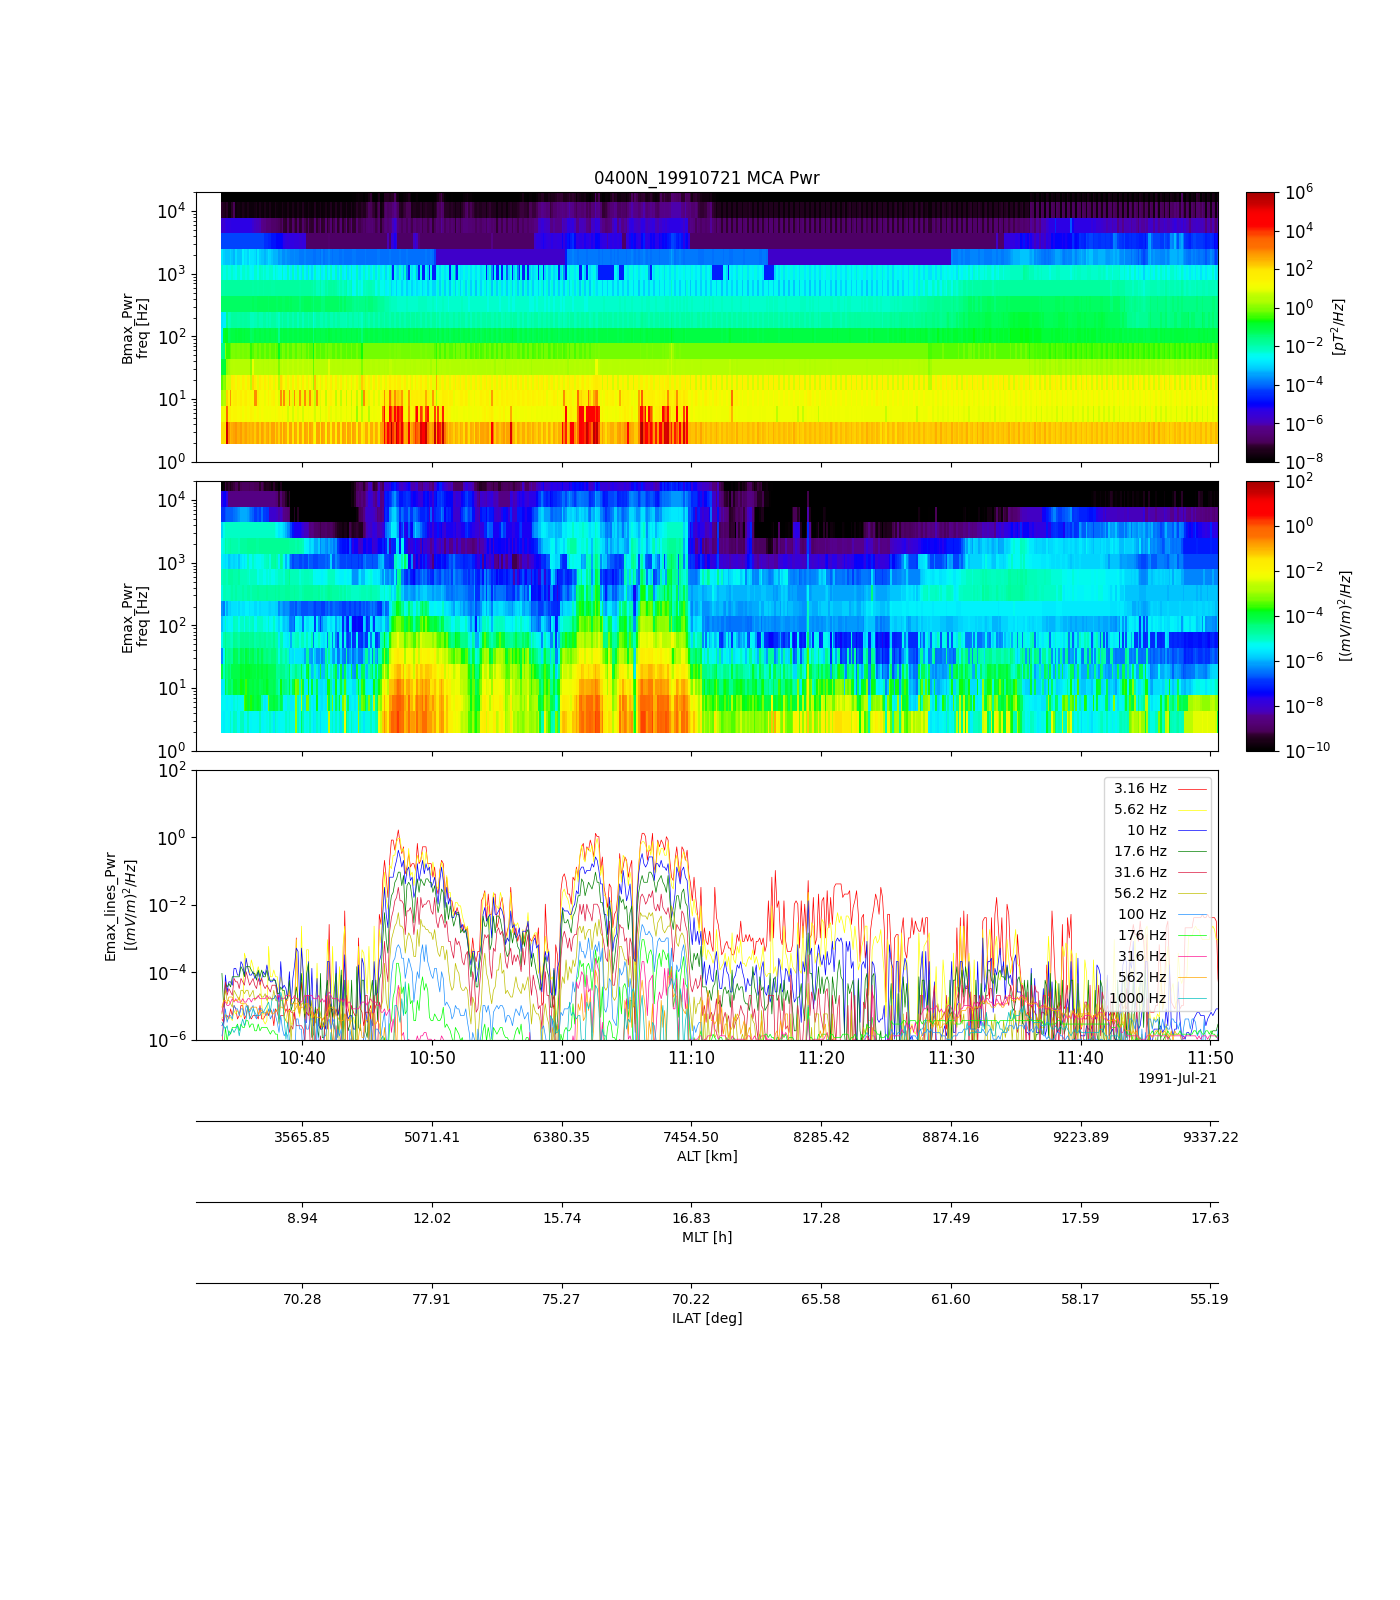 0400N_19910721 MCA Pwr
10^4
10^3
10^2
10^1
10^0
Bmax_Pwr
freq [Hz]
10^6
10^4
10^2
10^0
10^-2
10^-4
10^-6
10^-8
[pT^2/Hz]
10^4
10^3
10^2
10^1
10^0
Emax_Pwr
freq [Hz]
10^2
10^0
10^-2
10^-4
10^-6
10^-8
10^-10
[(mV/m)^2/Hz]
10^2
10^0
10^-2
10^-4
10^-6
Emax_lines_Pwr
[(mV/m)^2/Hz]
3.16 Hz
5.62 Hz
10 Hz
17.6 Hz
31.6 Hz
56.2 Hz
100 Hz
176 Hz
316 Hz
562 Hz
1000 Hz
10:40 10:50 11:00 11:10 11:20 11:30 11:40 11:50
1991-Jul-21
3565.85 5071.41 6380.35 7454.50 8285.42 8874.16 9223.89 9337.22
ALT [km]
8.94 12.02 15.74 16.83 17.28 17.49 17.59 17.63
MLT [h]
70.28 77.91 75.27 70.22 65.58 61.60 58.17 55.19
ILAT [deg]